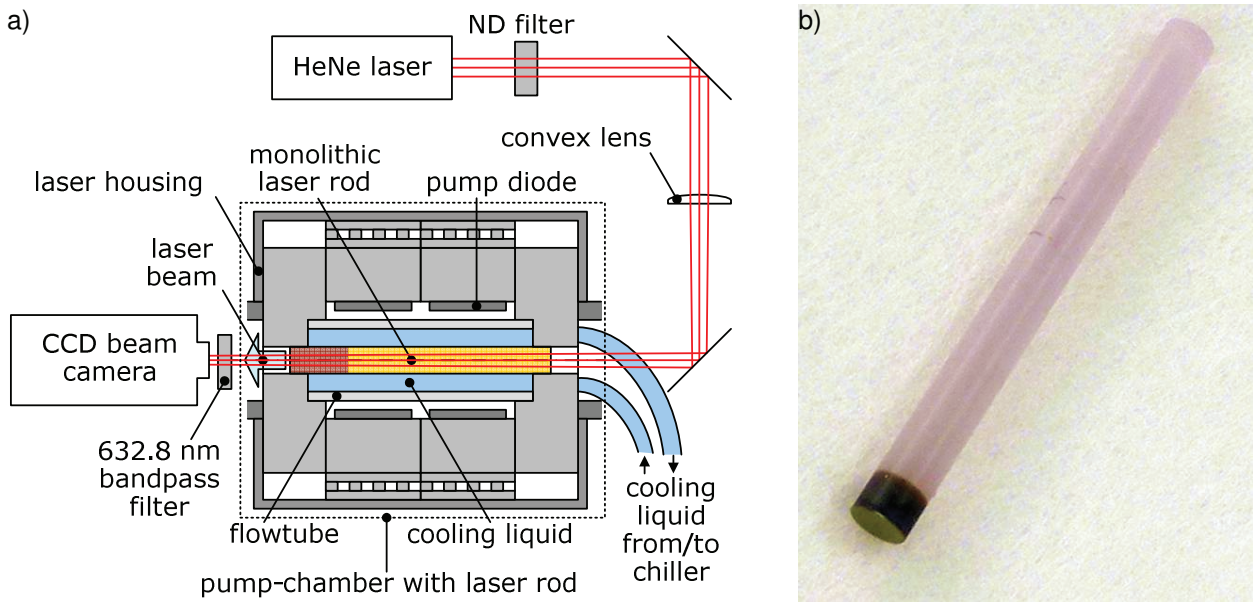 a)
b)
ND filter
HeNe laser
convex lens
monolithic
laser rod
pump diode
laser housing
laser
beam
CCD beam
camera
632.8 nm
bandpass
filter
flowtube
cooling liquid
cooling
liquid
from/to
chiller
pump-chamber with laser rod